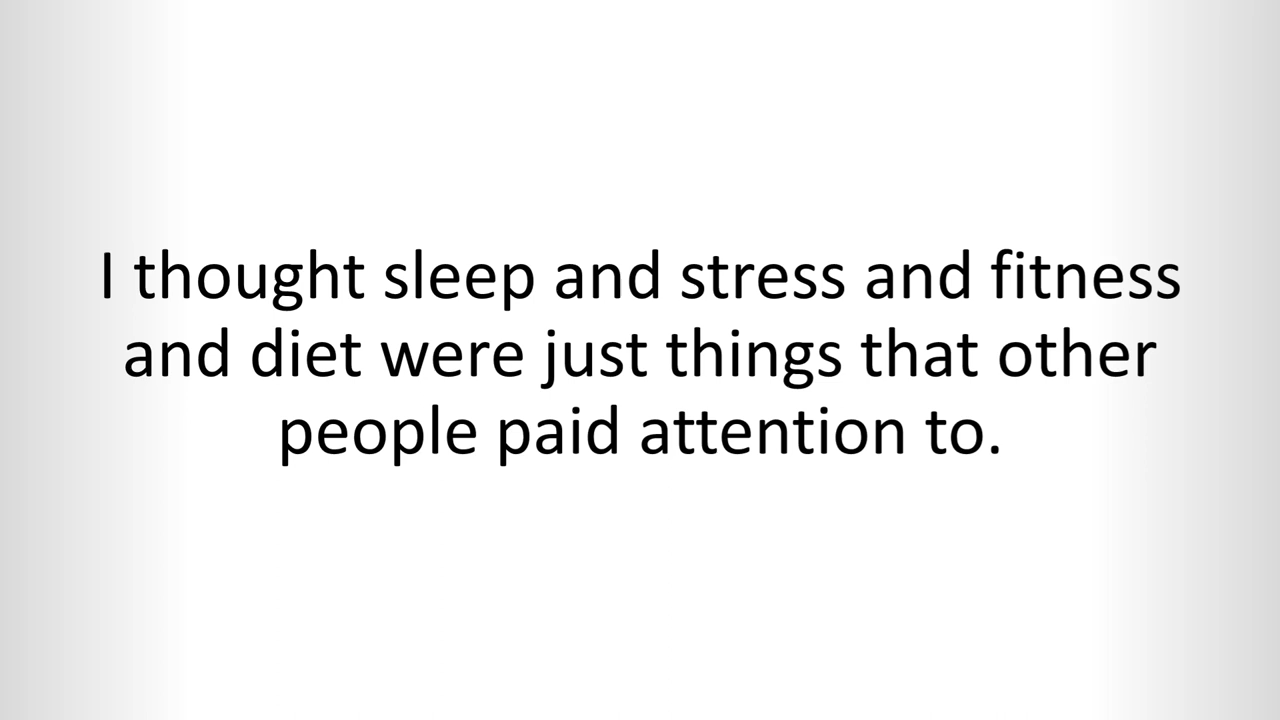 I thought sleep and stress and fitness
and diet were just things that other
people paid attention to.